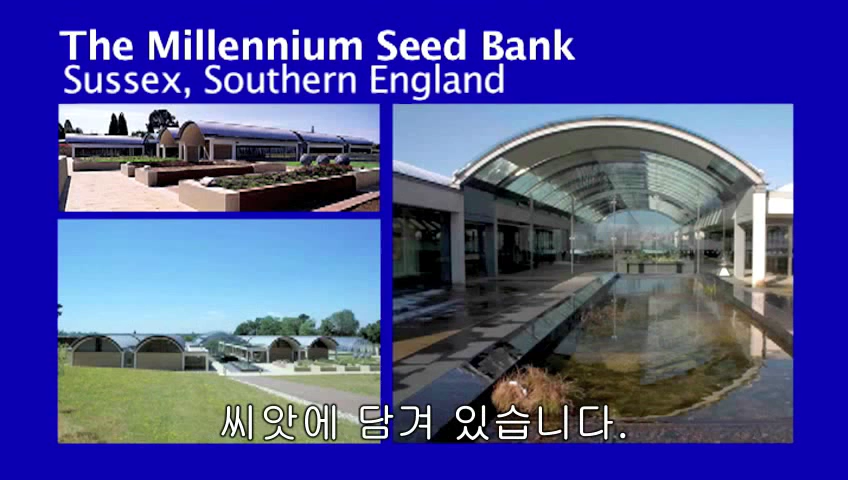 The Millennium Seed Bank
Sussex, Southern England
씨앗에 담겨 있습니다.